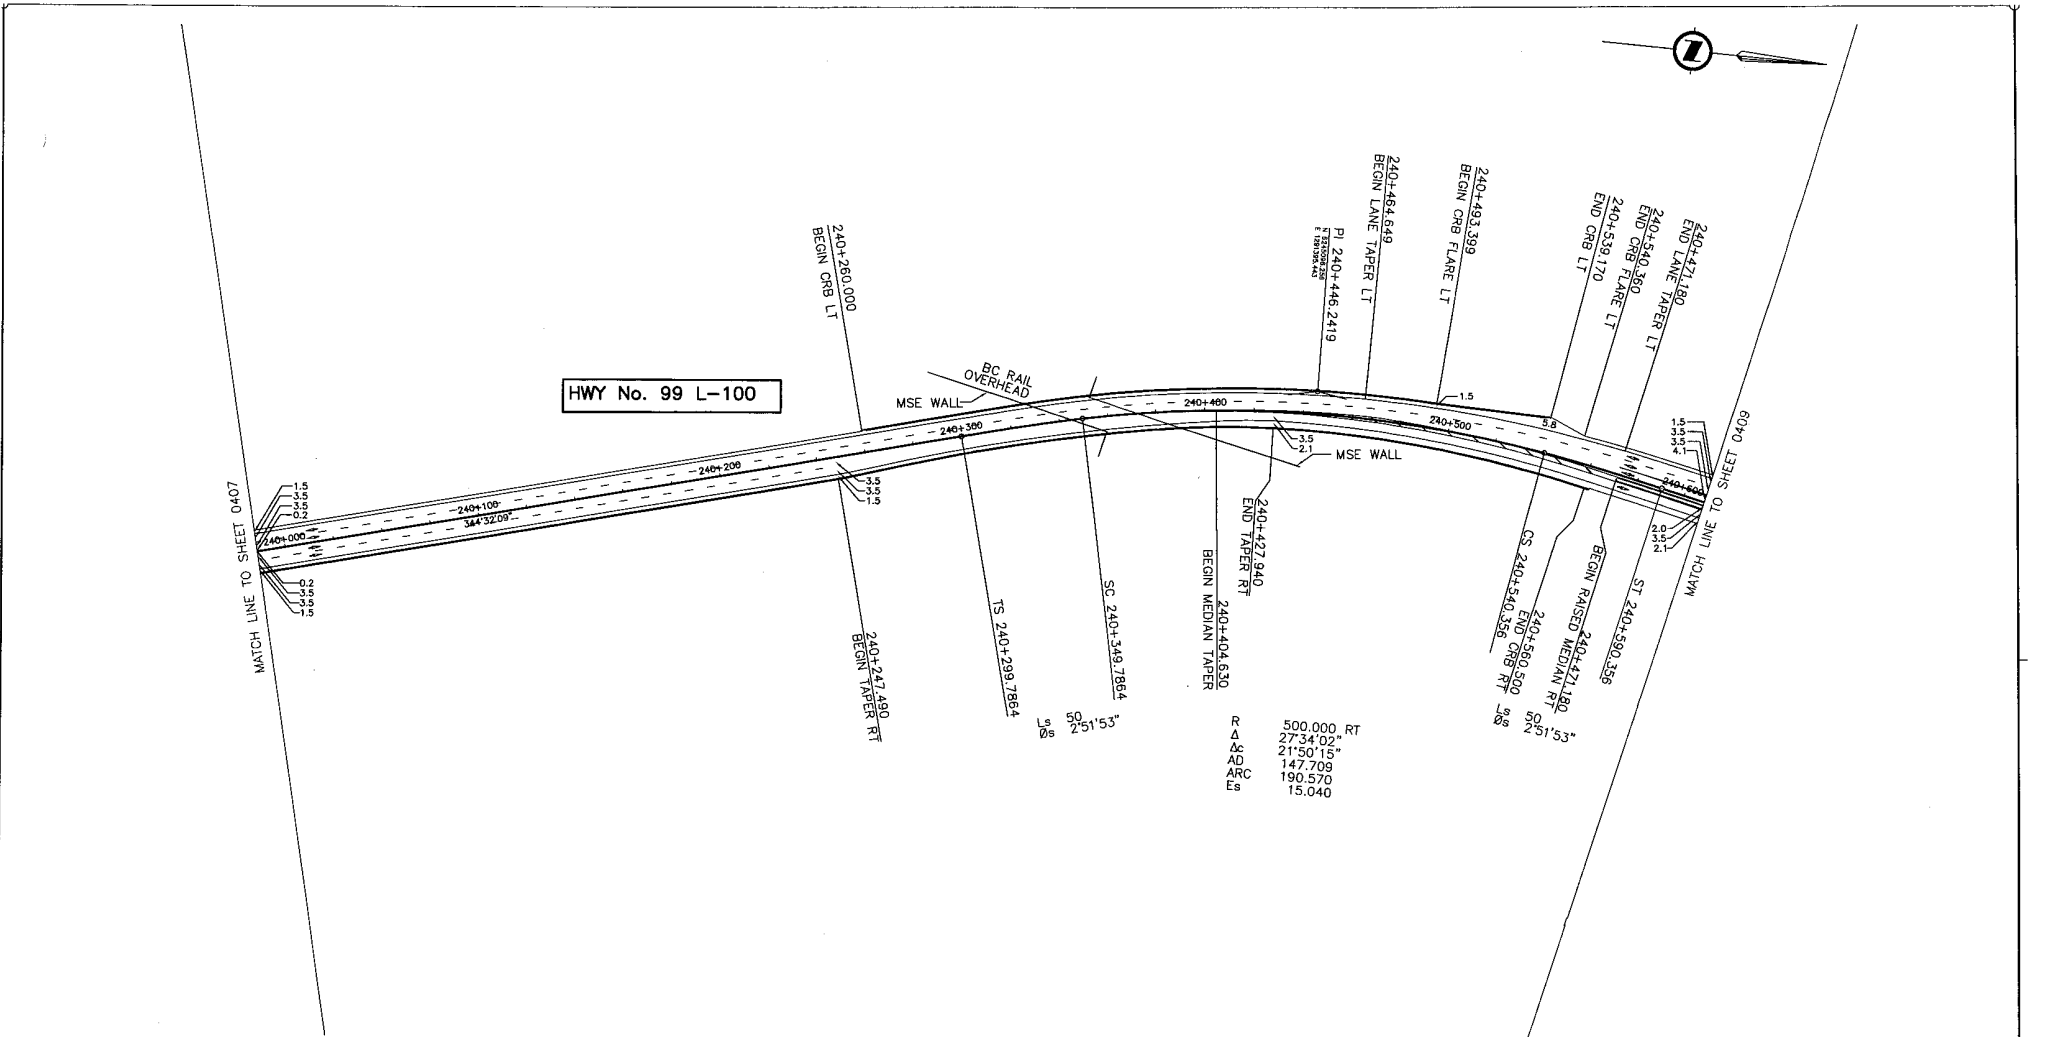 HWY No. 99 L-100
MATCH LINE TO SHEET 0407
1.5
3.5
3.5
0.2
240+000
0.2
3.5
3.5
1.5
240+100
344°32'09"
240+200
240+260.000
BEGIN CRB LT
3.5
3.5
1.5
240+247.490
BEGIN TAPER RT
MSE WALL
BC RAIL
OVERHEAD
240+300
TS 240+299.7864
SC 240+349.7864
Ls 50
Øs 2°51'53"
240+400
240+404.630
BEGIN MEDIAN TAPER
240+427.940
END TAPER RT
3.5
2.1
MSE WALL
PI 240+446.2419
240+464.649
BEGIN LANE TAPER LT
240+493.399
BEGIN CRB FLARE LT
1.5
240+500
5.8
240+539.170
END CRB LT
240+540.360
END CRB FLARE LT
240+471.180
END LANE TAPER LT
R 500.000 RT
Δ 27°34'02"
Δc 21°50'15"
AD 147.709
ARC 190.570
Es 15.040
CS 240+540.356
240+560.500
END CRB RT
240+471.180
BEGIN RAISED MEDIAN RT
ST 240+590.356
Ls 50
Øs 2°51'53"
240+600
1.5
3.5
3.5
4.1
2.0
3.5
2.1
MATCH LINE TO SHEET 0409